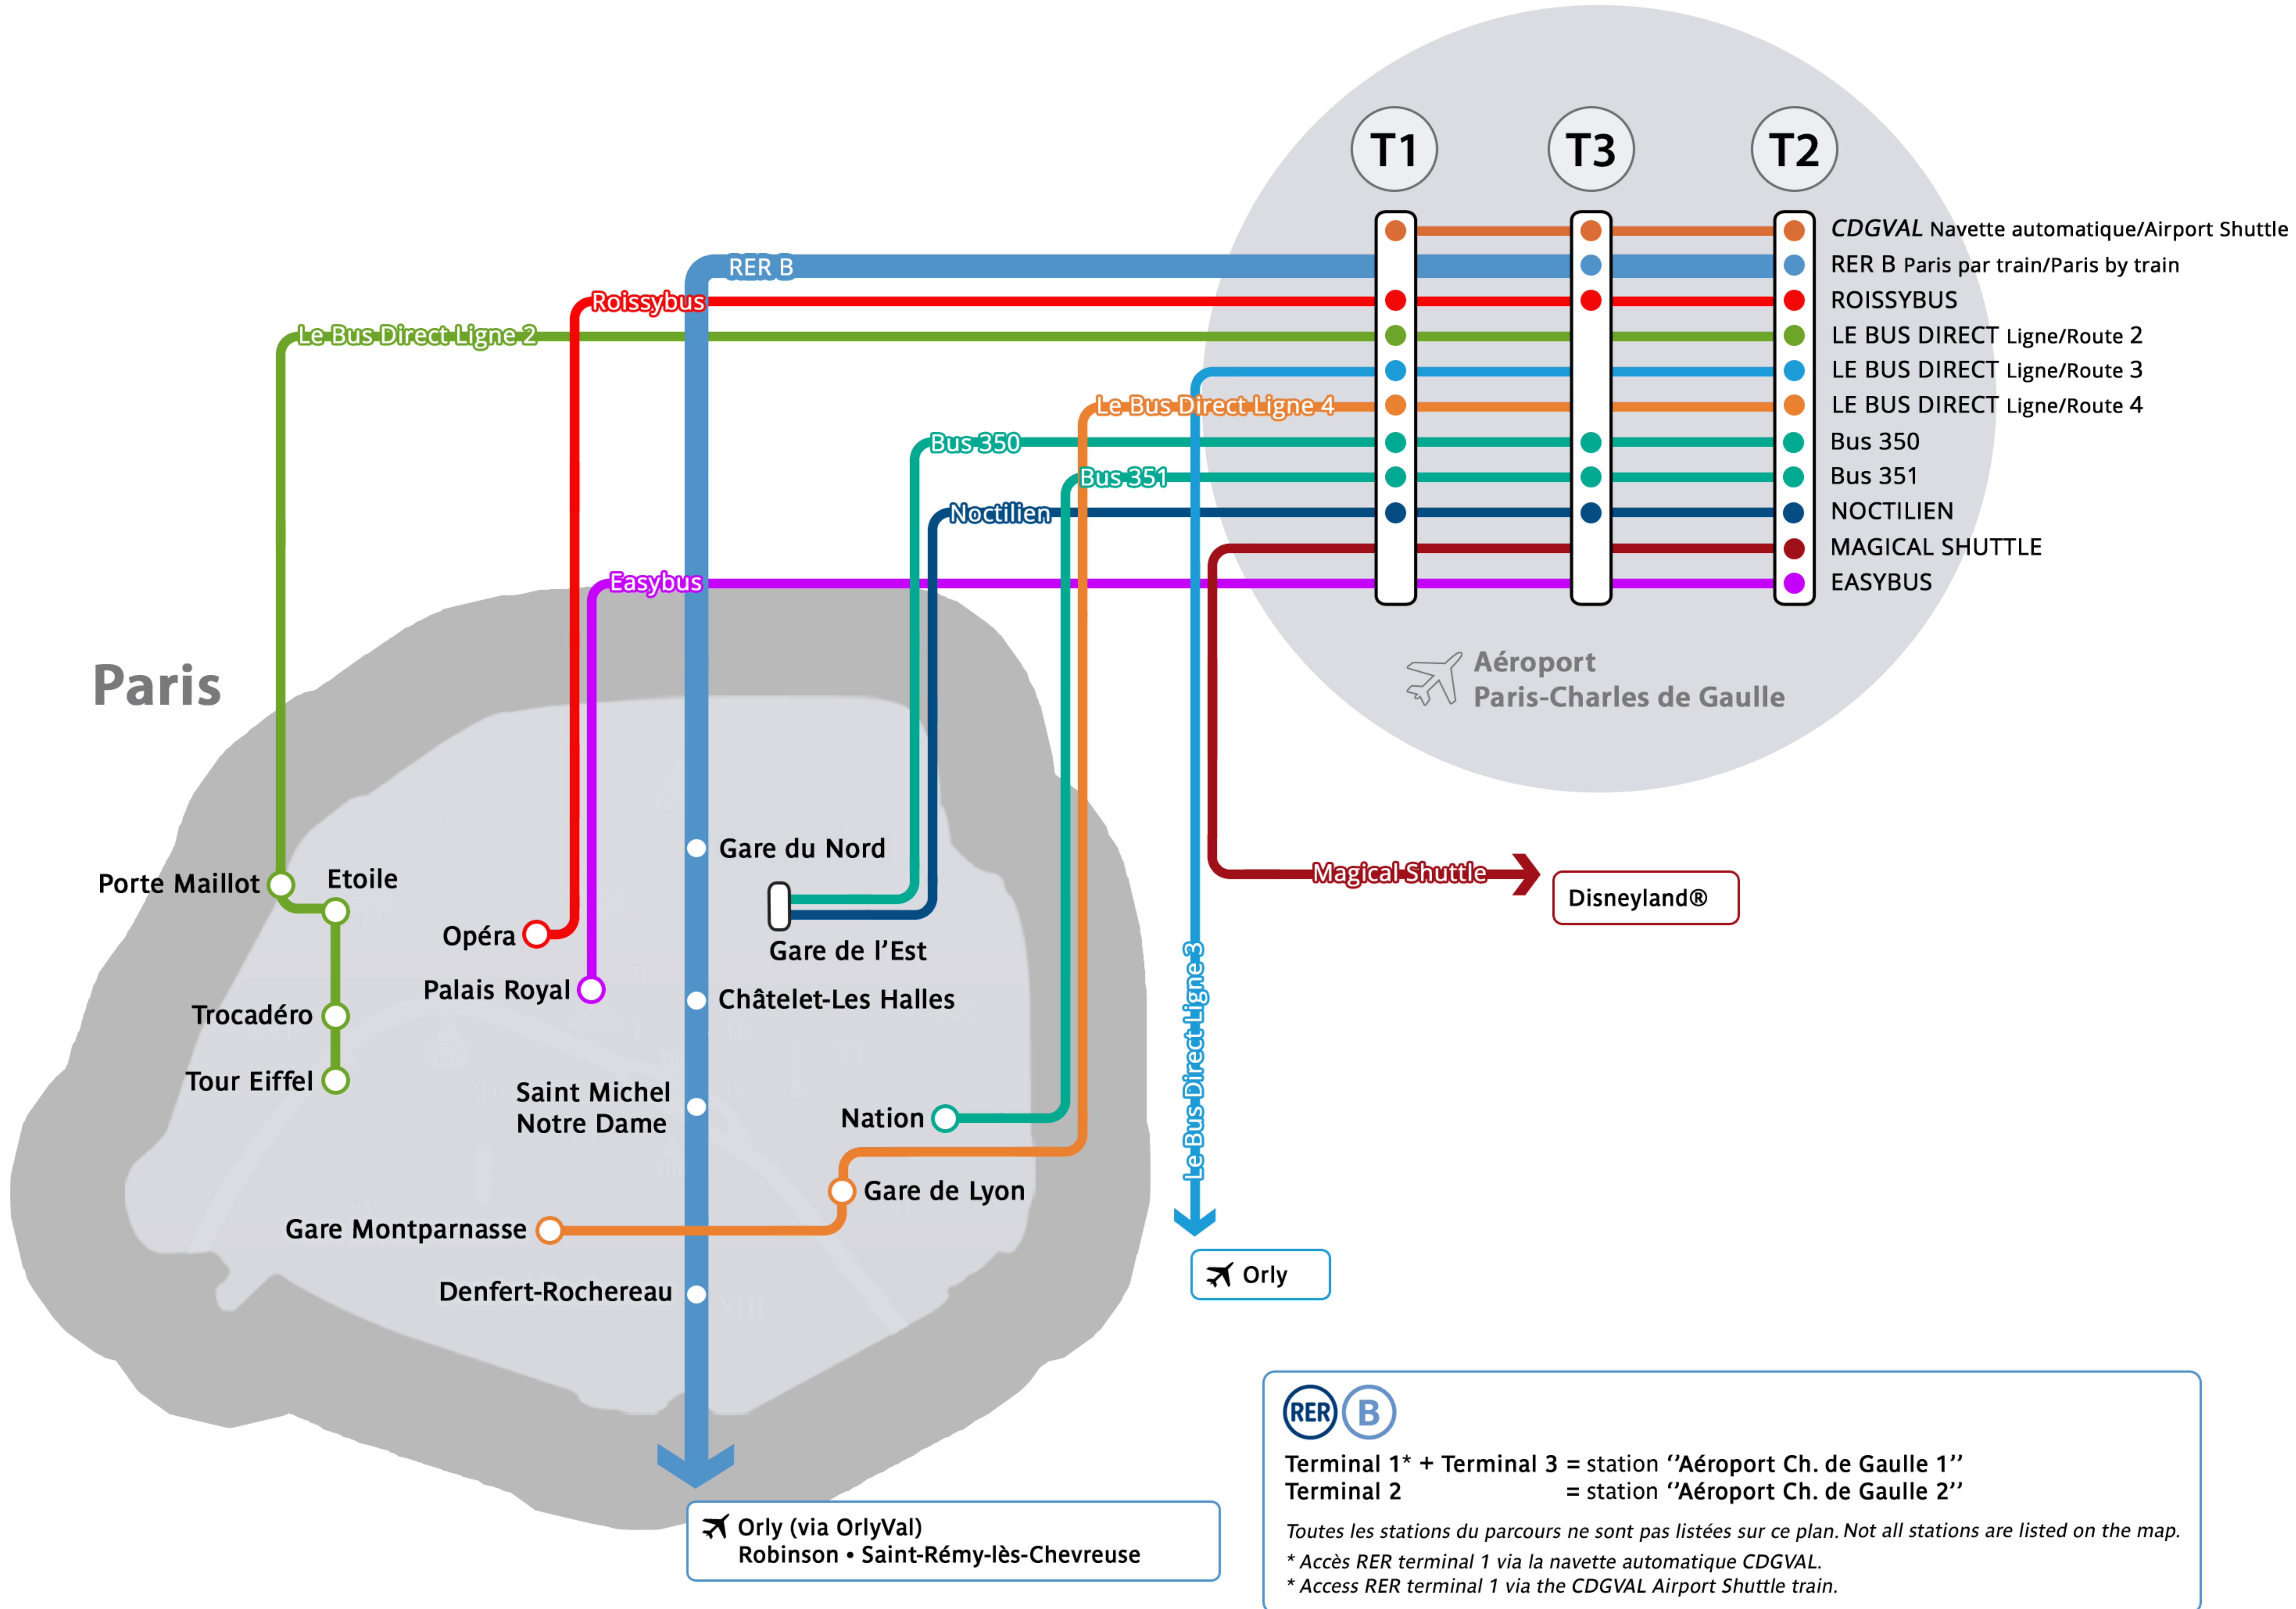 T1
T3
T2
CDGVAL Navette automatique/Airport Shuttle
RER B Paris par train/Paris by train
ROISSYBUS
LE BUS DIRECT Ligne/Route 2
LE BUS DIRECT Ligne/Route 3
LE BUS DIRECT Ligne/Route 4
Bus 350
Bus 351
NOCTILIEN
MAGICAL SHUTTLE
EASYBUS
RER B
Roissybus
Le Bus Direct Ligne 2
Le Bus Direct Ligne 4
Bus 350
Bus 351
Noctilien
Easybus
Aéroport
Paris-Charles de Gaulle
Paris
Gare du Nord
Porte Maillot
Etoile
Opéra
Gare de l’Est
Palais Royal
Châtelet-Les Halles
Trocadéro
Tour Eiffel
Saint Michel
Notre Dame
Nation
Gare de Lyon
Gare Montparnasse
Denfert-Rochereau
Magical Shuttle
Disneyland®
Le Bus Direct Ligne 3
Orly
Orly (via OrlyVal)
Robinson • Saint-Rémy-lès-Chevreuse
RER B
Terminal 1* + Terminal 3 = station ‘’Aéroport Ch. de Gaulle 1’’
Terminal 2 = station ‘’Aéroport Ch. de Gaulle 2’’
Toutes les stations du parcours ne sont pas listées sur ce plan. Not all stations are listed on the map.
* Accès RER terminal 1 via la navette automatique CDGVAL.
* Access RER terminal 1 via the CDGVAL Airport Shuttle train.